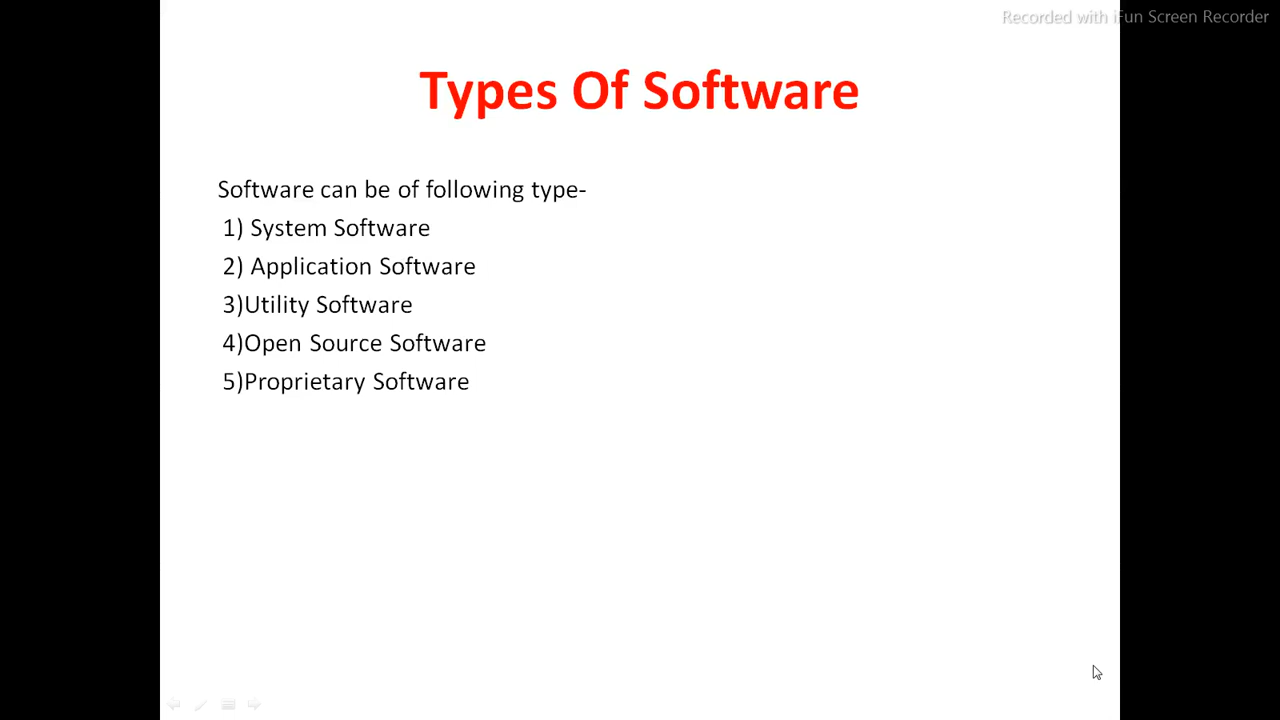 Recorded with iFun Screen Recorder
Types Of Software
Software can be of following type-
1) System Software
2) Application Software
3)Utility Software
4)Open Source Software
5)Proprietary Software